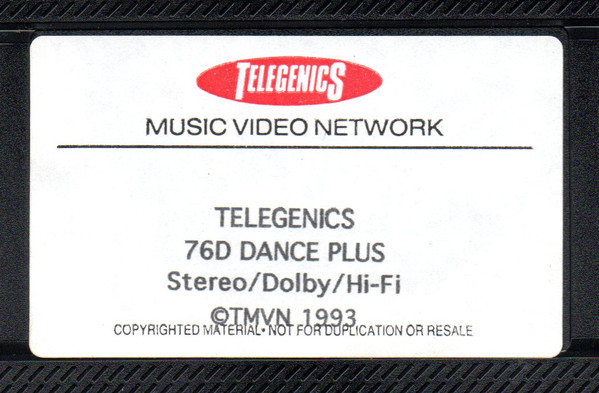 TELEGENICS
MUSIC VIDEO NETWORK
TELEGENICS
76D DANCE PLUS
Stereo/Dolby/Hi-Fi
©TMVN 1993
COPYRIGHTED MATERIAL• NOT FOR DUPLICATION OR RESALE